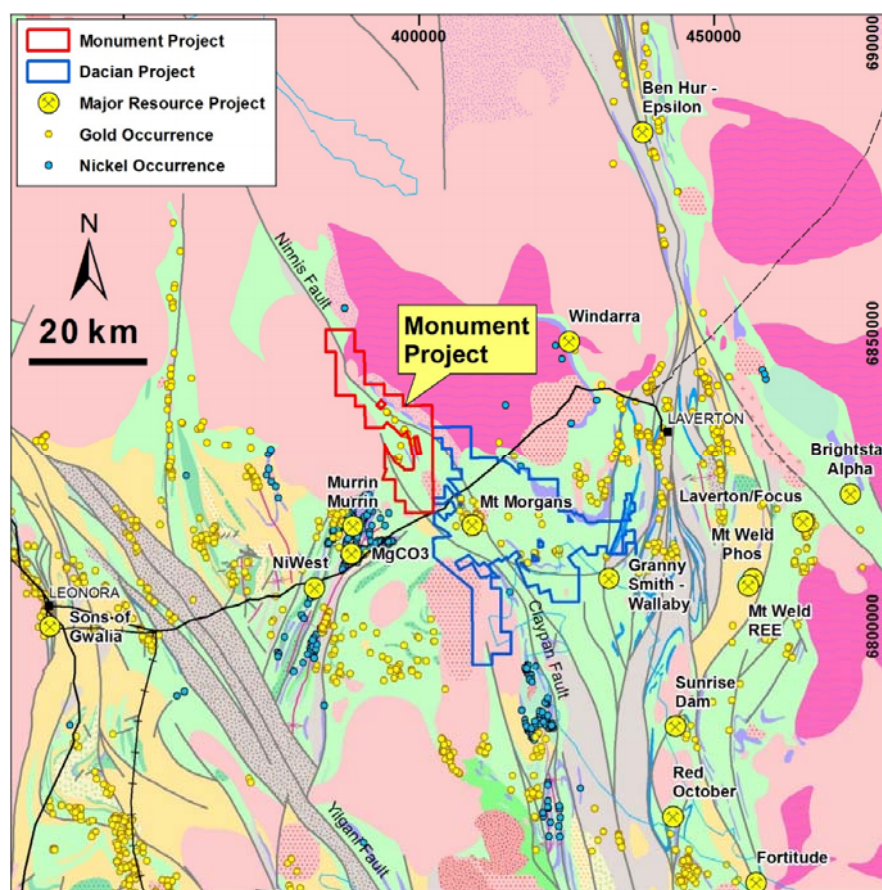 Monument Project
Dacian Project
Major Resource Project
Gold Occurrence
Nickel Occurrence
400000
450000
690000
Ben Hur -
Epsilon
N
20 km
Ninnis Fault
Monument
Project
Windarra
6850000
LAVERTON
Brightsta
Alpha
Murrin
Murrin
Mt Morgans
Laverton/Focus
MgCO3
Mt Weld
Phos
NiWest
Granny
Smith -
Wallaby
LEONORA
Sons of
Gwalia
Mt Weld
REE
Claypan Fault
6800000
Sunrise
Dam
Red
October
Yilgani Fault
Fortitude